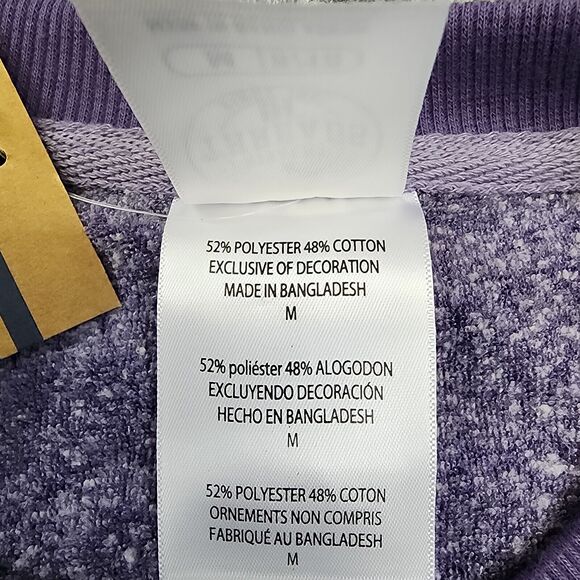 52% POLYESTER 48% COTTON
EXCLUSIVE OF DECORATION
MADE IN BANGLADESH
M
52% poliéster 48% ALOGODON
EXCLUYENDO DECORACIÓN
HECHO EN BANGLADESH
M
52% POLYESTER 48% COTON
ORNEMENTS NON COMPRIS
FABRIQUÉ AU BANGLADESH
M